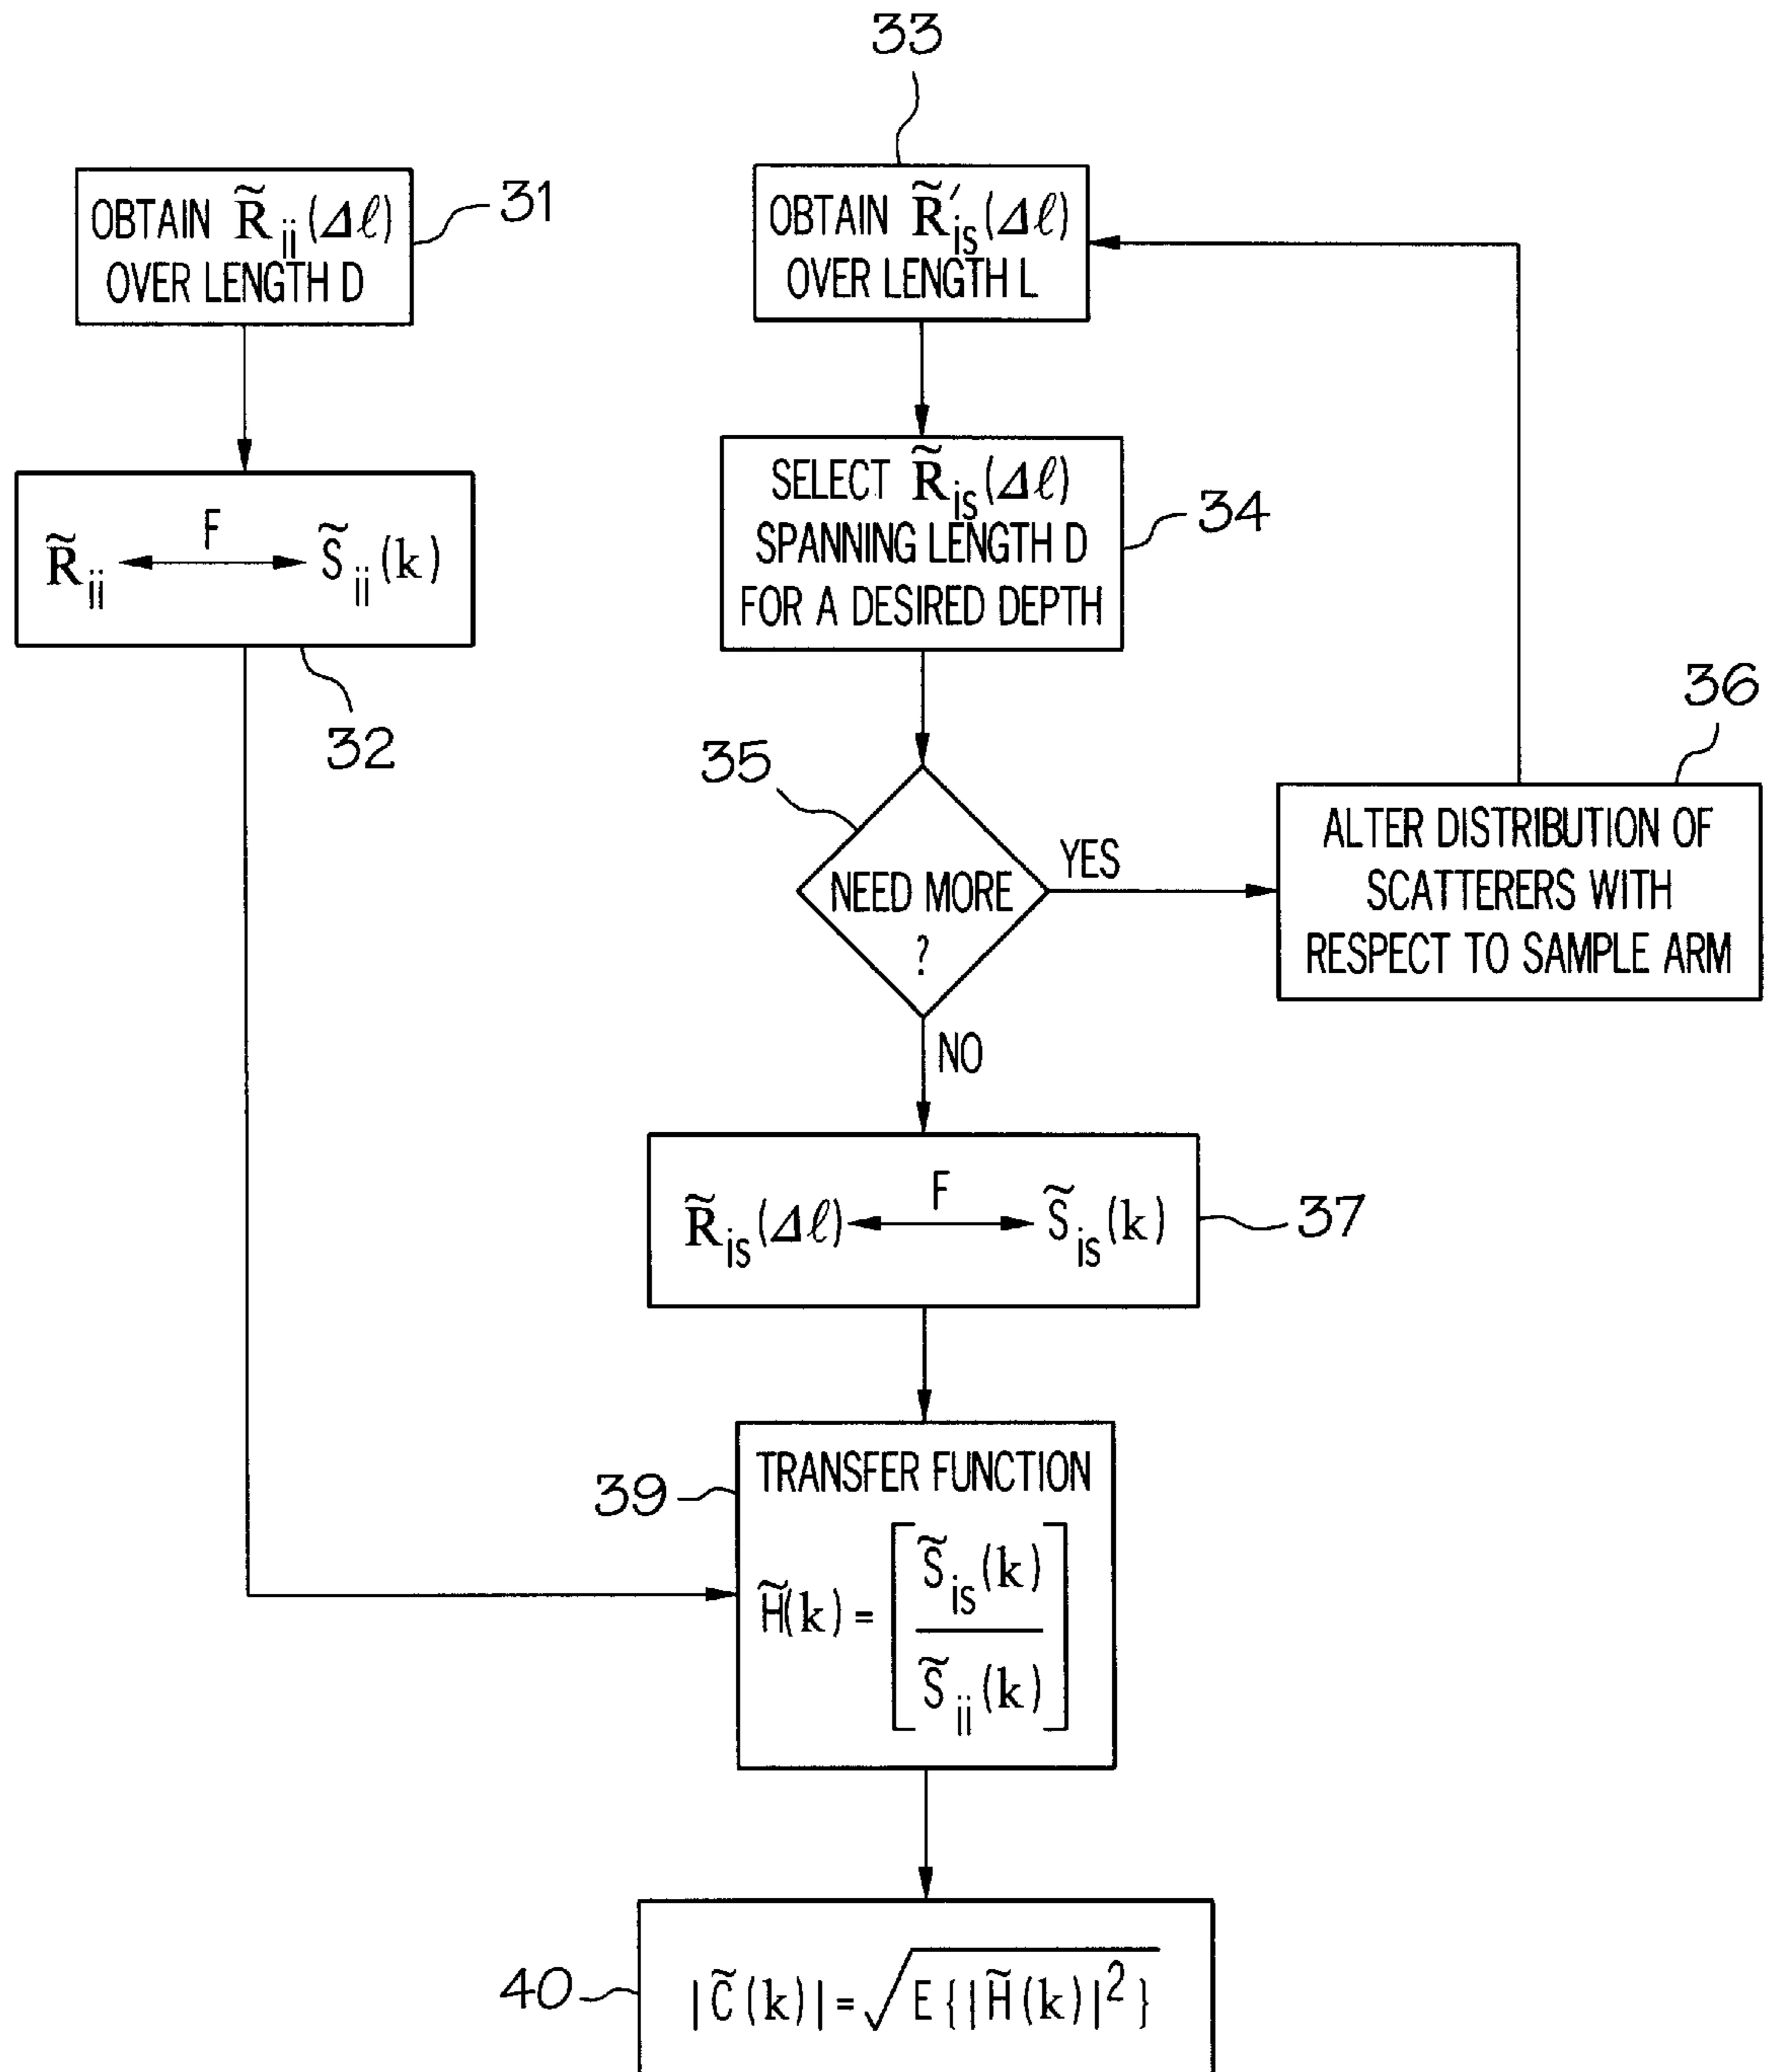 33
31
OBTAIN R̃ii(Δℓ)
OVER LENGTH D
OBTAIN R̃′is(Δℓ)
OVER LENGTH L
R̃ii F S̃ii(k)
32
SELECT R̃is(Δℓ)
SPANNING LENGTH D
FOR A DESIRED DEPTH
34
35
NEED MORE
?
YES
NO
36
ALTER DISTRIBUTION OF
SCATTERERS WITH
RESPECT TO SAMPLE ARM
R̃is(Δℓ) F S̃is(k)
37
39
TRANSFER FUNCTION
H̃(k) = [S̃is(k) / S̃ii(k)]
40
|C̃(k)| = √E{|H̃(k)|²}